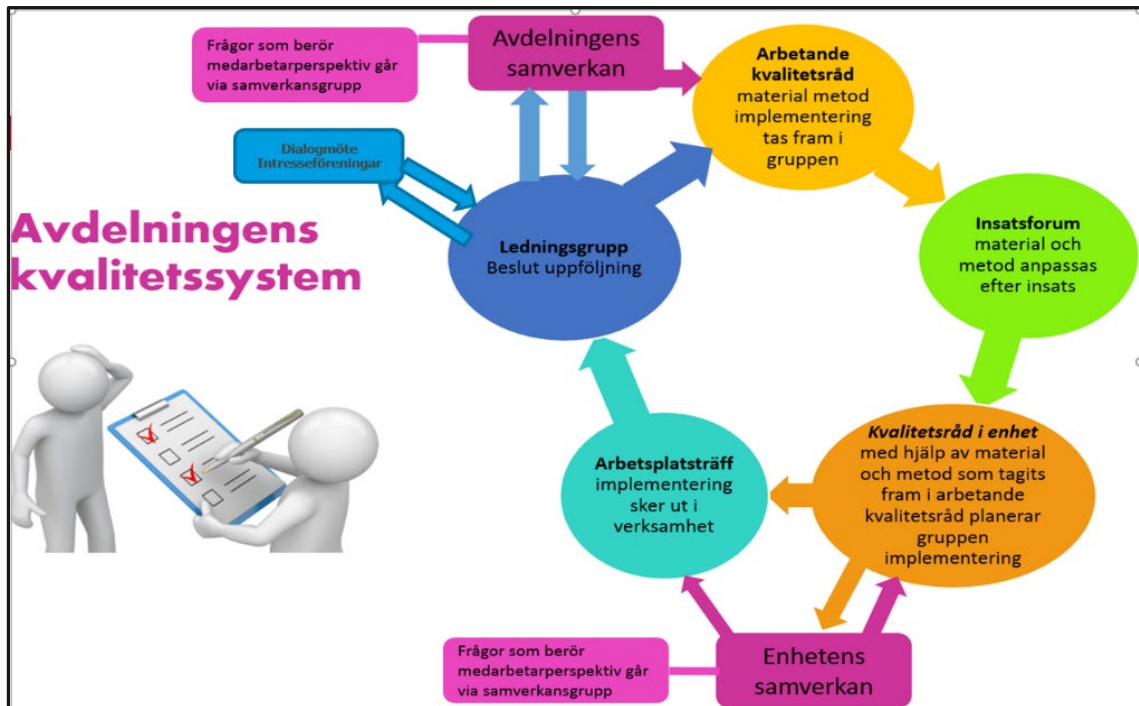 Frågor som berör
medarbetarperspektiv går
via samverkansgrupp
Avdelningens
samverkan
Arbetande
kvalitetsråd
material metod
implementering
tas fram i
gruppen
Dialogmöte
Intresseföreningar
Avdelningens
kvalitetssystem
Ledningsgrupp
Beslut uppföljning
Insatsforum
material och
metod anpassas
efter insats
Kvalitetsråd i enhet
med hjälp av material
och metod som tagits
fram i arbetande
kvalitetsråd planerar
gruppen
implementering
Arbetsplatsträff
implementering
sker ut i
verksamhet
Frågor som berör
medarbetarperspektiv går
via samverkansgrupp
Enhetens
samverkan